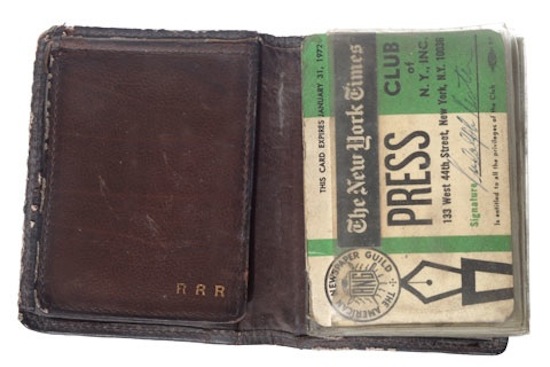 RRR
THIS CARD EXPIRES JANUARY 31, 1972
The New York Times
PRESS
CLUB
of
N. Y., INC.
133 West 44th Street, New York, N.Y. 10036
Signature
Is entitled to all the privileges of the Club
NEWSPAPER GUILD
THE AMERICAN